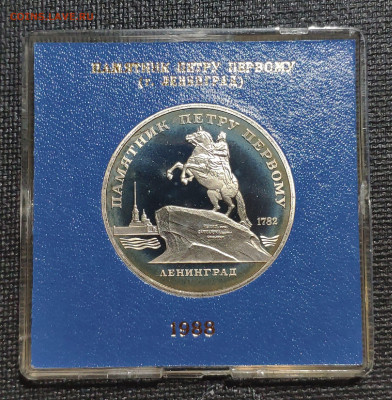 ПАМЯТНИК ПЕТРУ ПЕРВОМУ
(г. ЛЕНИНГРАД)
ПАМЯТНИК ПЕТРУ ПЕРВОМУ
1782
ЛЕНИНГРАД
1988